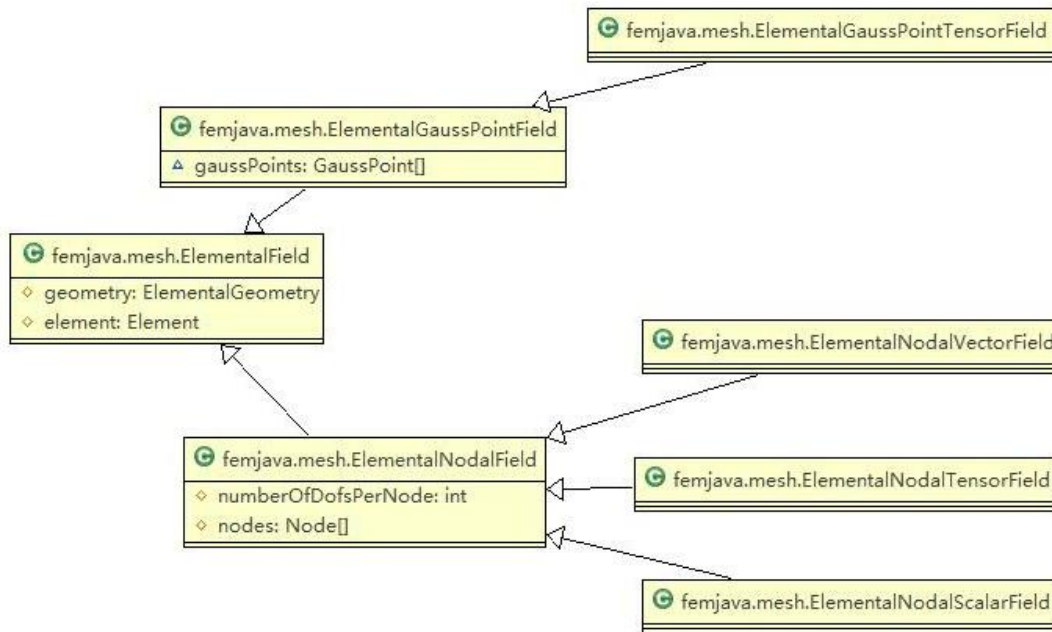 femjava.mesh.ElementalGaussPointTensorField
femjava.mesh.ElementalGaussPointField
gaussPoints: GaussPoint[]
femjava.mesh.ElementalField
geometry: ElementalGeometry
element: Element
femjava.mesh.ElementalNodalVectorField
femjava.mesh.ElementalNodalField
numberOfDofsPerNode: int
nodes: Node[]
femjava.mesh.ElementalNodalTensorField
femjava.mesh.ElementalNodalScalarField